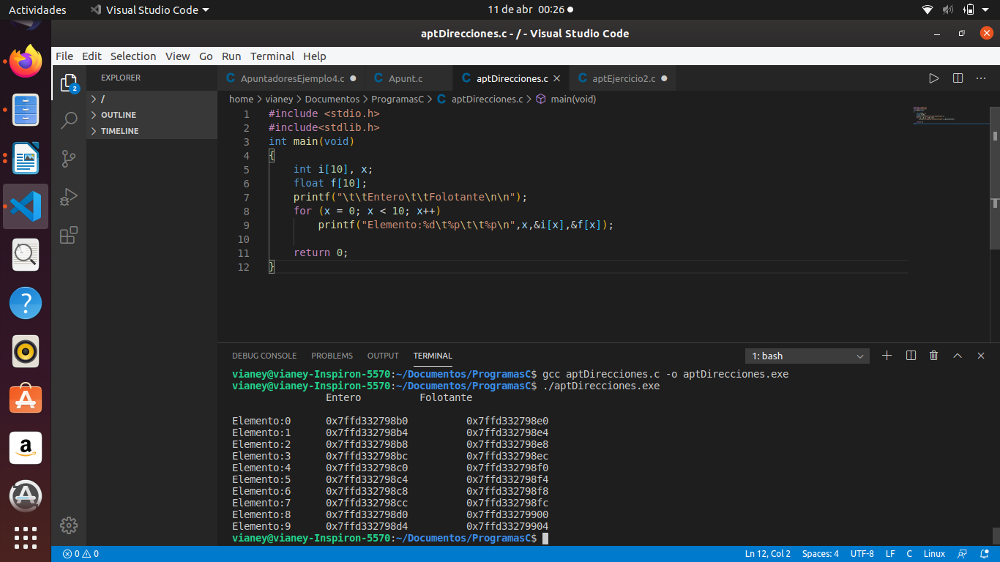 Actividades Visual Studio Code 11 de abr 00:26
aptDirecciones.c - / - Visual Studio Code
File Edit Selection View Go Run Terminal Help
EXPLORER ApuntadoresEjemplo4.c Apunt.c aptDirecciones.c aptEjercicio2.c
/ home > vianey > Documentos > ProgramasC > aptDirecciones.c > main(void)
OUTLINE
TIMELINE
2
1 #include <stdio.h>
2 #include<stdlib.h>
3 int main(void)
4 {
5 int i[10], x;
6 float f[10];
7 printf("\t\tEntero\t\tFolotante\n\n");
8 for (x = 0; x < 10; x++)
9 printf("Elemento:%d\t%p\t\t%p\n",x,&i[x],&f[x]);
10
11 return 0;
12 }
DEBUG CONSOLE PROBLEMS OUTPUT TERMINAL 1: bash
vianey@vianey-Inspiron-5570:~/Documentos/ProgramasC$ gcc aptDirecciones.c -o aptDirecciones.exe
vianey@vianey-Inspiron-5570:~/Documentos/ProgramasC$ ./aptDirecciones.exe
Entero Folotante
Elemento:0 0x7ffd332798b0 0x7ffd332798e0
Elemento:1 0x7ffd332798b4 0x7ffd332798e4
Elemento:2 0x7ffd332798b8 0x7ffd332798e8
Elemento:3 0x7ffd332798bc 0x7ffd332798ec
Elemento:4 0x7ffd332798c0 0x7ffd332798f0
Elemento:5 0x7ffd332798c4 0x7ffd332798f4
Elemento:6 0x7ffd332798c8 0x7ffd332798f8
Elemento:7 0x7ffd332798cc 0x7ffd332798fc
Elemento:8 0x7ffd332798d0 0x7ffd33279900
Elemento:9 0x7ffd332798d4 0x7ffd33279904
vianey@vianey-Inspiron-5570:~/Documentos/ProgramasC$
0 0 Ln 12, Col 2 Spaces: 4 UTF-8 LF C Linux